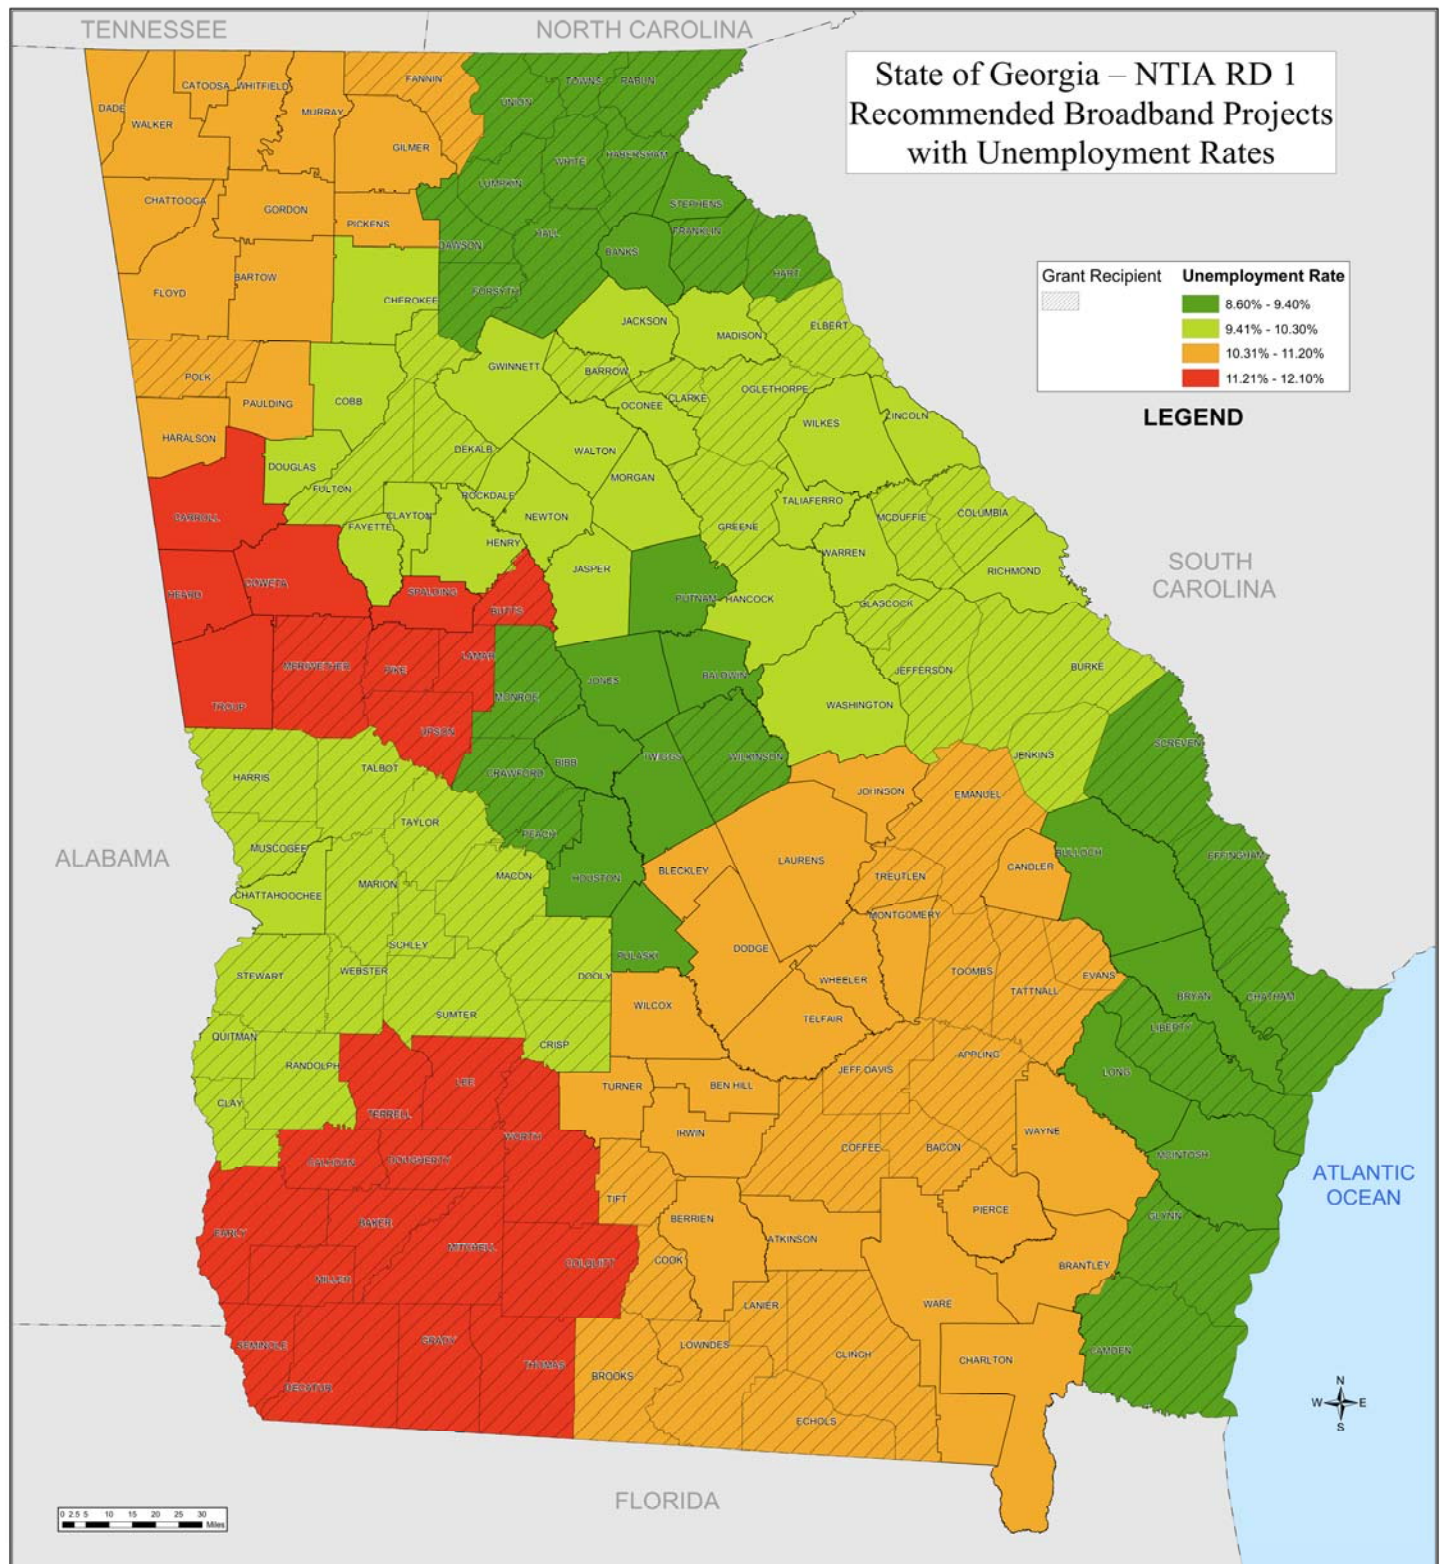 TENNESSEE
NORTH CAROLINA
State of Georgia – NTIA RD 1
Recommended Broadband Projects
with Unemployment Rates
Grant Recipient
Unemployment Rate
8.60% - 9.40%
9.41% - 10.30%
10.31% - 11.20%
11.21% - 12.10%
LEGEND
FANNIN
TOWNS
RABUN
CATOOSA
WHITFIELD
DADE
UNION
MURRAY
WALKER
GILMER
WHITE
HABERSHAM
LUMPKIN
CHATTOOGA
GORDON
STEPHENS
PICKENS
HALL
FRANKLIN
DAWSON
BANKS
HART
BARTOW
FLOYD
CHEROKEE
FORSYTH
JACKSON
ELBERT
MADISON
GWINNETT
POLK
BARROW
OGLETHORPE
PAULDING
COBB
CLARKE
OCONEE
LINCOLN
WILKES
HARALSON
DEKALB
WALTON
DOUGLAS
MORGAN
FULTON
ROCKDALE
TALIAFERRO
COLUMBIA
CARROLL
CLAYTON
NEWTON
MCDUFFIE
FAYETTE
GREENE
HENRY
WARREN
JASPER
RICHMOND
SOUTH
CAROLINA
COWETA
HEARD
SPALDING
PUTNAM
HANCOCK
GLASCOCK
BUTTS
LAMAR
MERIWETHER
PIKE
BURKE
JEFFERSON
BALDWIN
JONES
MONROE
TROUP
WASHINGTON
UPSON
SCREVEN
JENKINS
TWIGGS
WILKINSON
BIBB
TALBOT
CRAWFORD
HARRIS
JOHNSON
EMANUEL
TAYLOR
PEACH
MUSCOGEE
BULLOCH
EFFINGHAM
ALABAMA
LAURENS
CANDLER
BLECKLEY
MACON
HOUSTON
TREUTLEN
MARION
CHATTAHOOCHEE
MONTGOMERY
SCHLEY
DODGE
PULASKI
WEBSTER
STEWART
DOOLY
TOOMBS
EVANS
WHEELER
TATTNALL
BRYAN
CHATHAM
WILCOX
SUMTER
TELFAIR
LIBERTY
QUITMAN
CRISP
APPLING
RANDOLPH
JEFF DAVIS
LONG
LEE
TURNER
BEN HILL
CLAY
TERRELL
WORTH
IRWIN
WAYNE
COFFEE
BACON
MCINTOSH
CALHOUN
DOUGHERTY
ATLANTIC
OCEAN
TIFT
PIERCE
GLYNN
BERRIEN
BAKER
EARLY
ATKINSON
MITCHELL
COLQUITT
COOK
BRANTLEY
MILLER
LANIER
WARE
SEMINOLE
GRADY
LOWNDES
CAMDEN
CLINCH
CHARLTON
THOMAS
BROOKS
DECATUR
ECHOLS
N
W E
S
FLORIDA
0 2.5 5 10 15 20 25 30
Miles